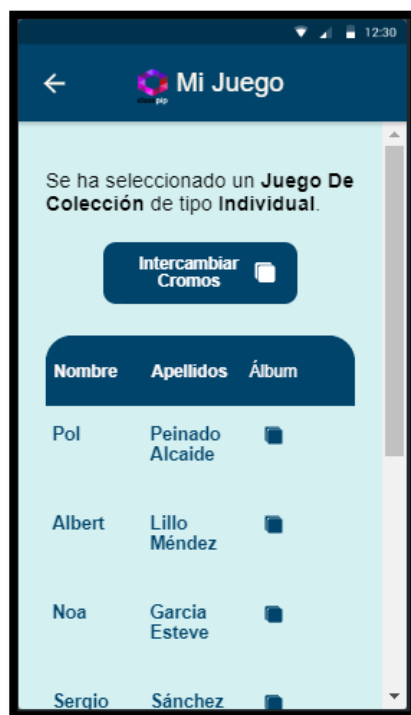 12:30
Mi Juego
pip
Se ha seleccionado un Juego De
Colección de tipo Individual.
Intercambiar
Cromos
Nombre Apellidos Álbum
Pol Peinado
Alcaide
Albert Lillo
Méndez
Noa Garcia
Esteve
Sergio Sánchez